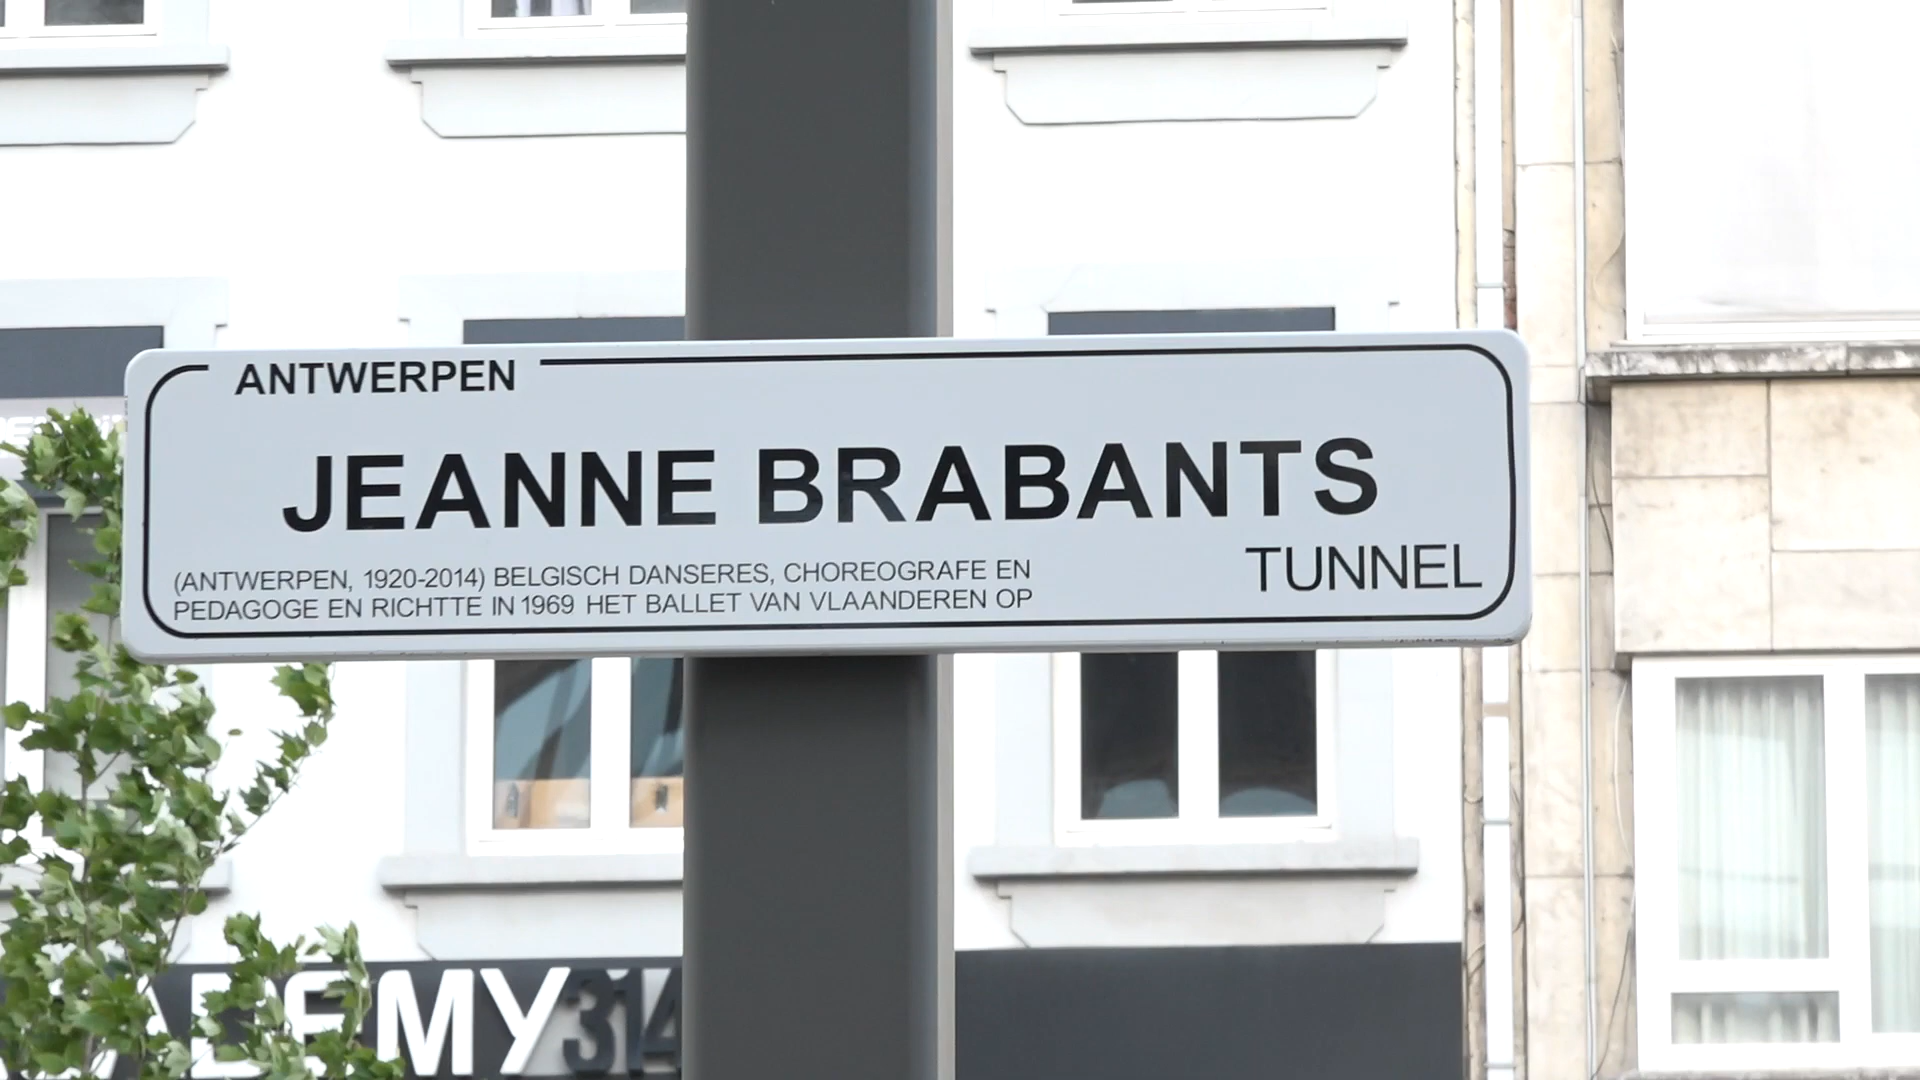 ANTWERPEN
JEANNE BRABANTS
TUNNEL
(ANTWERPEN, 1920-2014) BELGISCH DANSERES, CHOREOGRAFE EN
PEDAGOGE EN RICHTTE IN 1969 HET BALLET VAN VLAANDEREN OP
ADEMY 314